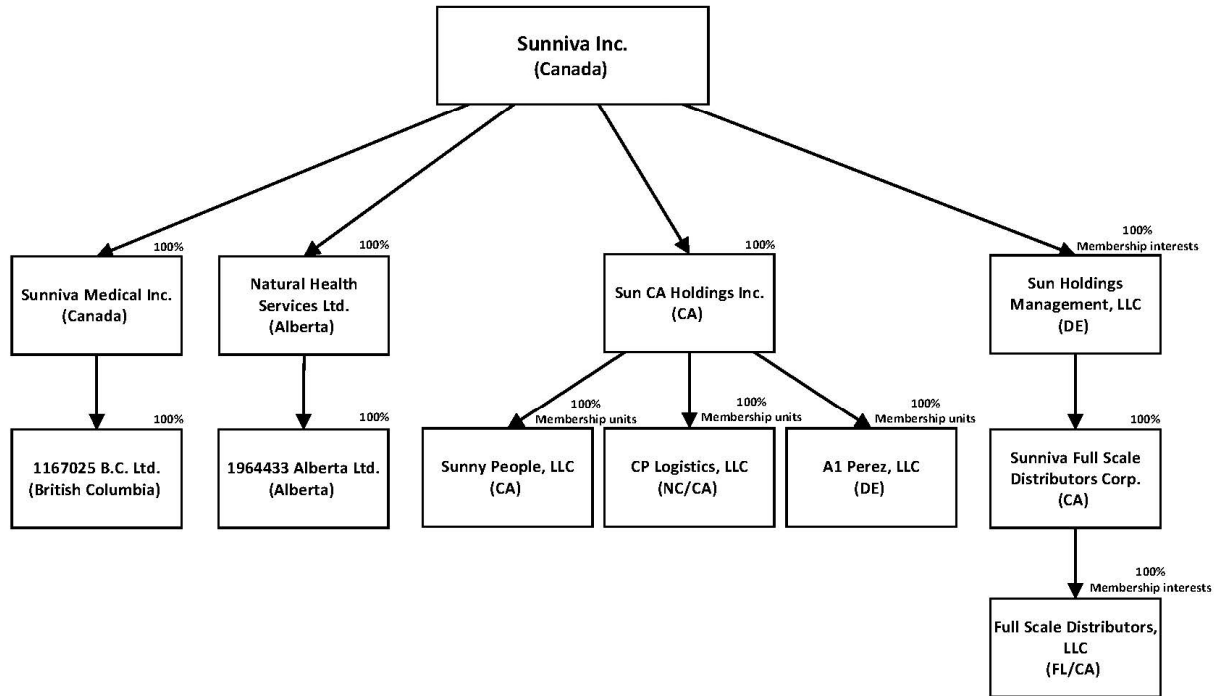 Sunniva Inc.
(Canada)
100%
Sunniva Medical Inc.
(Canada)
100%
Natural Health
Services Ltd.
(Alberta)
100%
Sun CA Holdings Inc.
(CA)
100%
Membership interests
Sun Holdings
Management, LLC
(DE)
100%
1167025 B.C. Ltd.
(British Columbia)
100%
1964433 Alberta Ltd.
(Alberta)
100%
Membership units
Sunny People, LLC
(CA)
100%
Membership units
CP Logistics, LLC
(NC/CA)
100%
Membership units
A1 Perez, LLC
(DE)
100%
Sunniva Full Scale
Distributors Corp.
(CA)
100%
Membership interests
Full Scale Distributors,
LLC
(FL/CA)